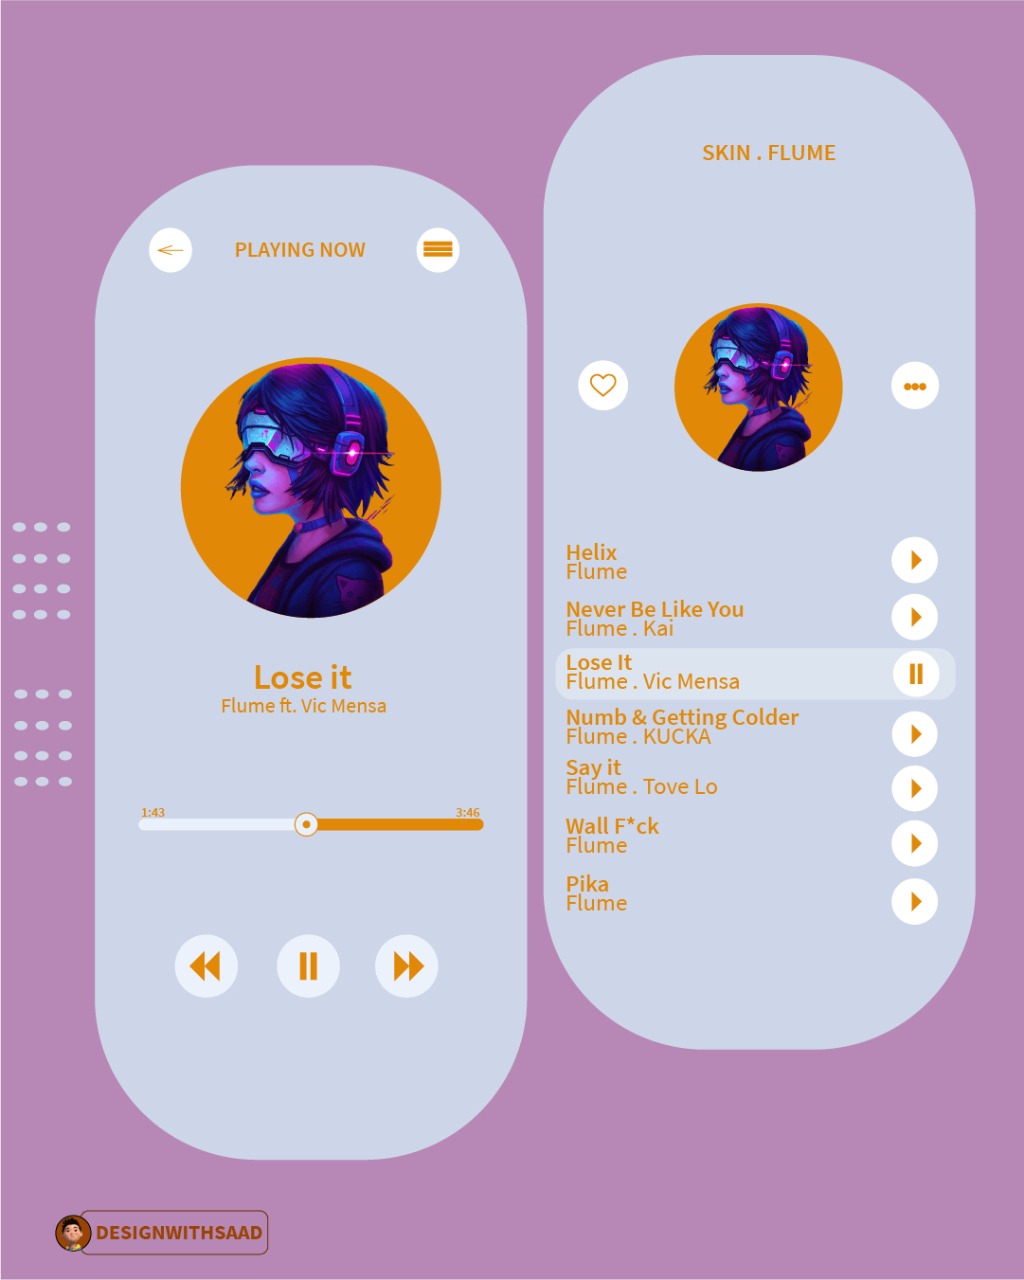 PLAYING NOW
Lose it
Flume ft. Vic Mensa
1:43
3:46
SKIN . FLUME
Helix
Flume
Never Be Like You
Flume . Kai
Lose It
Flume . Vic Mensa
Numb & Getting Colder
Flume . KUCKA
Say it
Flume . Tove Lo
Wall F*ck
Flume
Pika
Flume
DESIGNWITHSAAD